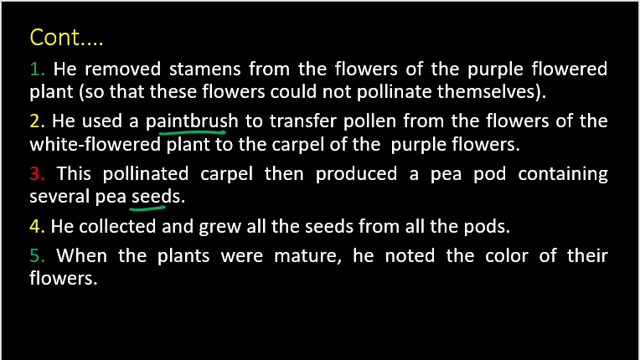 Cont....
1. He removed stamens from the flowers of the purple flowered
plant (so that these flowers could not pollinate themselves).
2. He used a paintbrush to transfer pollen from the flowers of the
white-flowered plant to the carpel of the purple flowers.
3. This pollinated carpel then produced a pea pod containing
several pea seeds.
4. He collected and grew all the seeds from all the pods.
5. When the plants were mature, he noted the color of their
flowers.